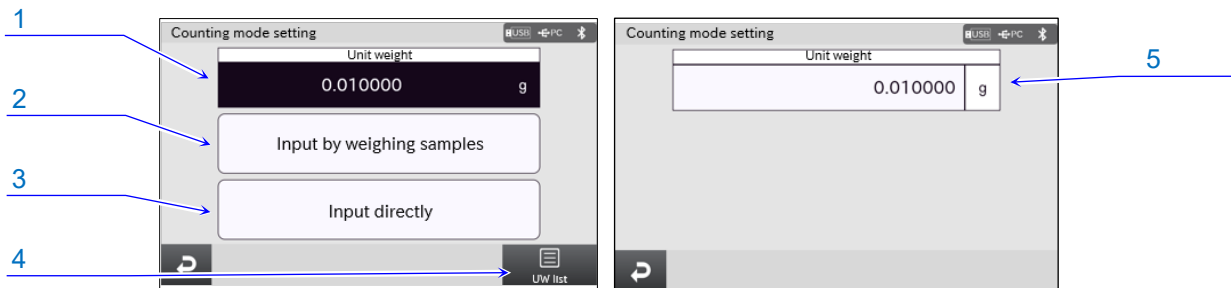 1
Counting mode setting
USB PC
Unit weight
0.010000 g
2
Input by weighing samples
3
Input directly
4
UW list
Counting mode setting
USB PC
Unit weight
0.010000 g
5